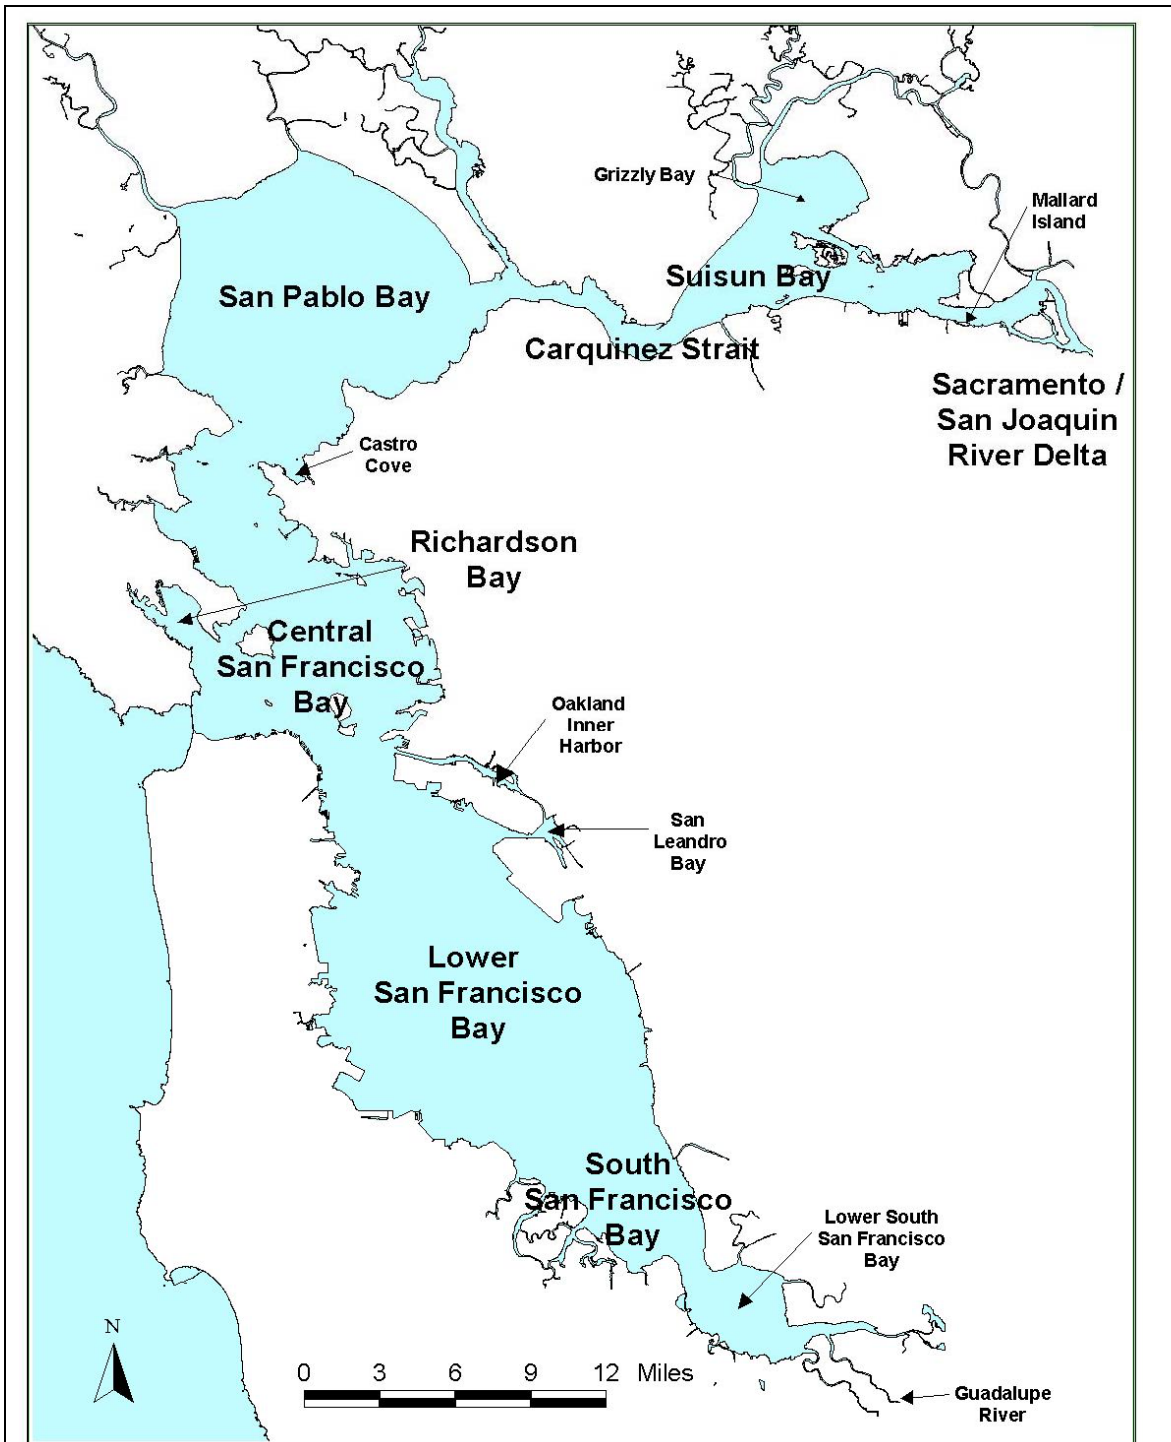 Grizzly Bay
Mallard
Island
Suisun Bay
San Pablo Bay
Carquinez Strait
Sacramento /
San Joaquin
River Delta
Castro
Cove
Richardson
Bay
Central
San Francisco
Bay
Oakland
Inner
Harbor
San
Leandro
Bay
Lower
San Francisco
Bay
South
San Francisco
Bay
Lower South
San Francisco
Bay
N
0 3 6 9 12 Miles
Guadalupe
River